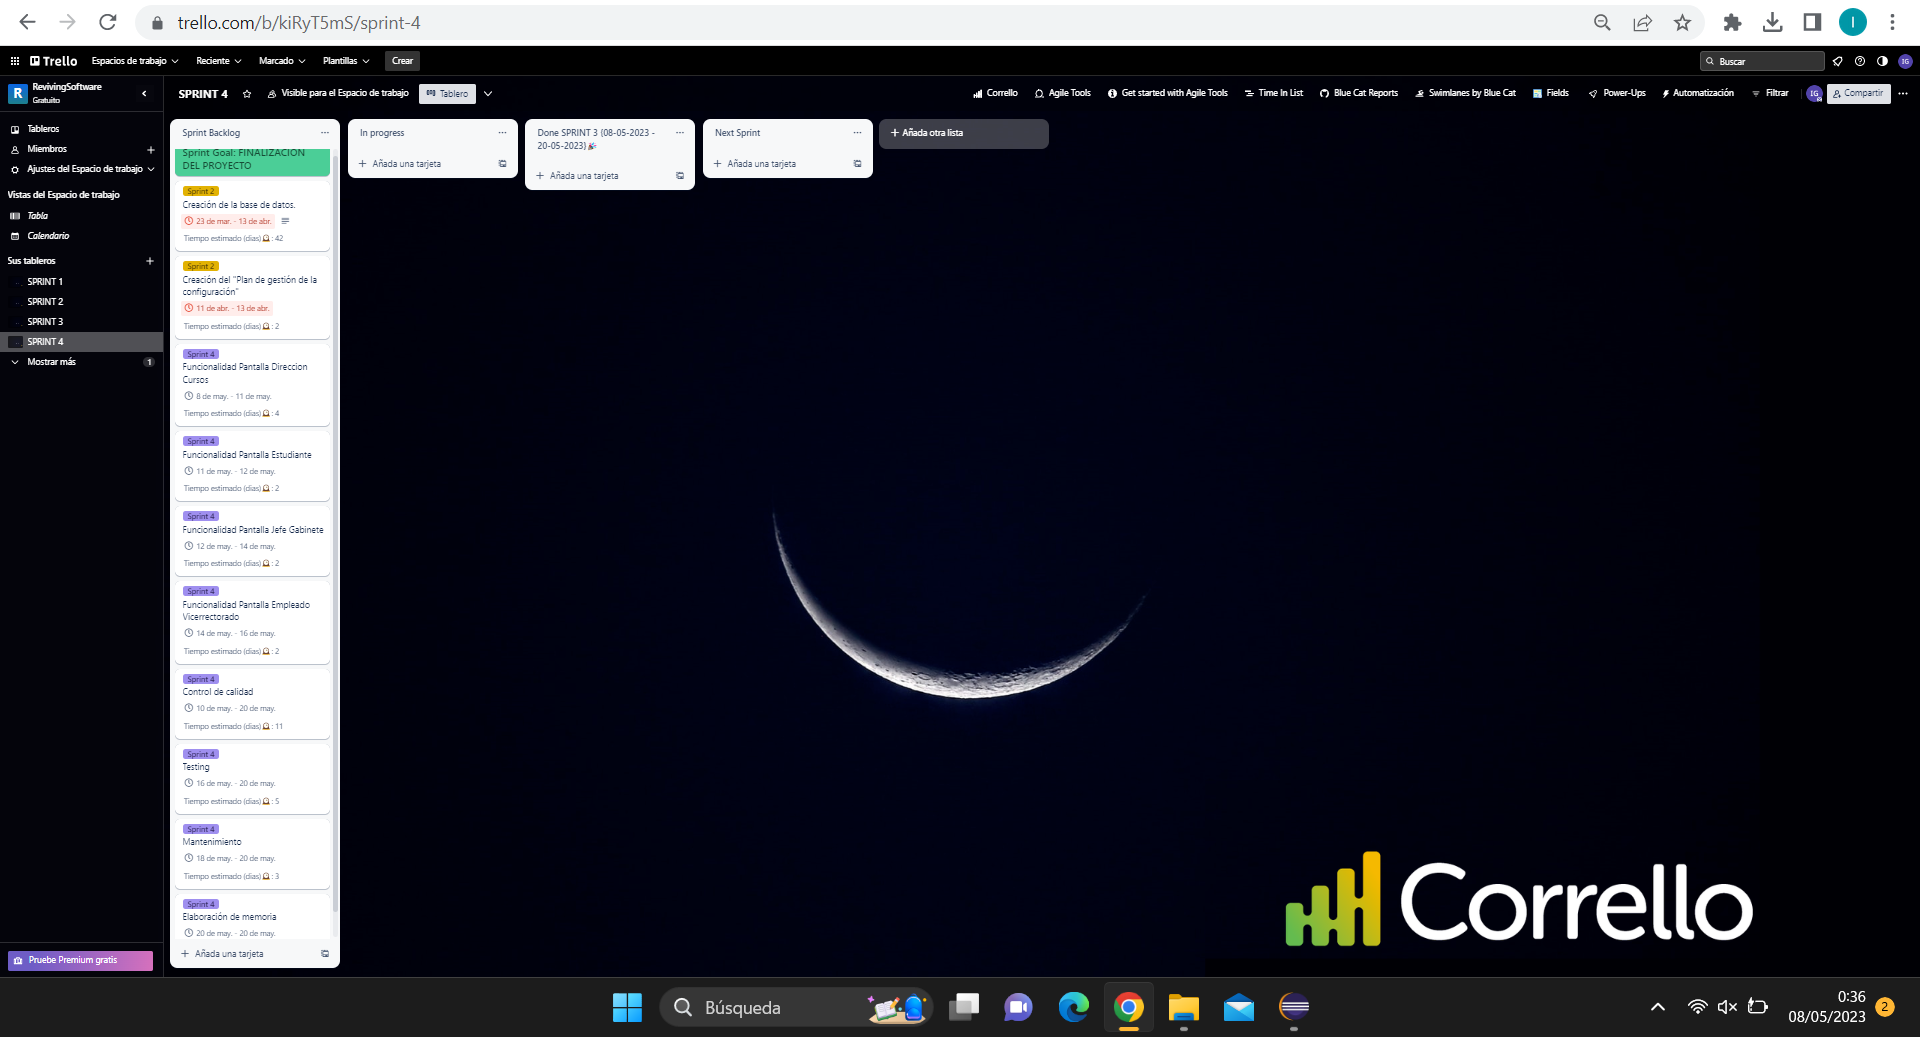 trello.com/b/kiRyT5mS/sprint-4
I
Trello
Espacios de trabajo
Reciente
Marcado
Plantillas
Crear
Buscar
IG
R
RevivingSoftware
Gratuito
SPRINT 4
Visible para el Espacio de trabajo
Tablero
Correllо
Agile Tools
Get started with Agile Tools
Time In List
Blue Cat Reports
Swimlanes by Blue Cat
Fields
Power-Ups
Automatización
Filtrar
IG
Compartir
Tableros
Miembros
Ajustes del Espacio de trabajo
Vistas del Espacio de trabajo
Tabla
Calendario
Sus tableros
SPRINT 1
SPRINT 2
SPRINT 3
SPRINT 4
Mostrar más
1
Pruebe Premium gratis
Sprint Backlog
Sprint Goal: FINALIZACIÓN
DEL PROYECTO
Sprint 2
Creación de la base de datos.
23 de mar. - 13 de abr.
Tiempo estimado (días) : 42
Sprint 2
Creación del "Plan de gestión de la
configuración"
11 de abr. - 13 de abr.
Tiempo estimado (días) : 2
Sprint 4
Funcionalidad Pantalla Direccion
Cursos
8 de may. - 11 de may.
Tiempo estimado (días) : 4
Sprint 4
Funcionalidad Pantalla Estudiante
11 de may. - 12 de may.
Tiempo estimado (días) : 2
Sprint 4
Funcionalidad Pantalla Jefe Gabinete
12 de may. - 14 de may.
Tiempo estimado (días) : 2
Sprint 4
Funcionalidad Pantalla Empleado
Vicerrectorado
14 de may. - 16 de may.
Tiempo estimado (días) : 2
Sprint 4
Control de calidad
10 de may. - 20 de may.
Tiempo estimado (días) : 11
Sprint 4
Testing
16 de may. - 20 de may.
Tiempo estimado (días) : 5
Sprint 4
Mantenimiento
18 de may. - 20 de may.
Tiempo estimado (días) : 3
Sprint 4
Elaboración de memoria
20 de may. - 20 de may.
Añada una tarjeta
In progress
Añada una tarjeta
Done SPRINT 3 (08-05-2023 -
20-05-2023)🎉
Añada una tarjeta
Next Sprint
Añada una tarjeta
Añada otra lista
Corrello
Búsqueda
0:36
08/05/2023
2